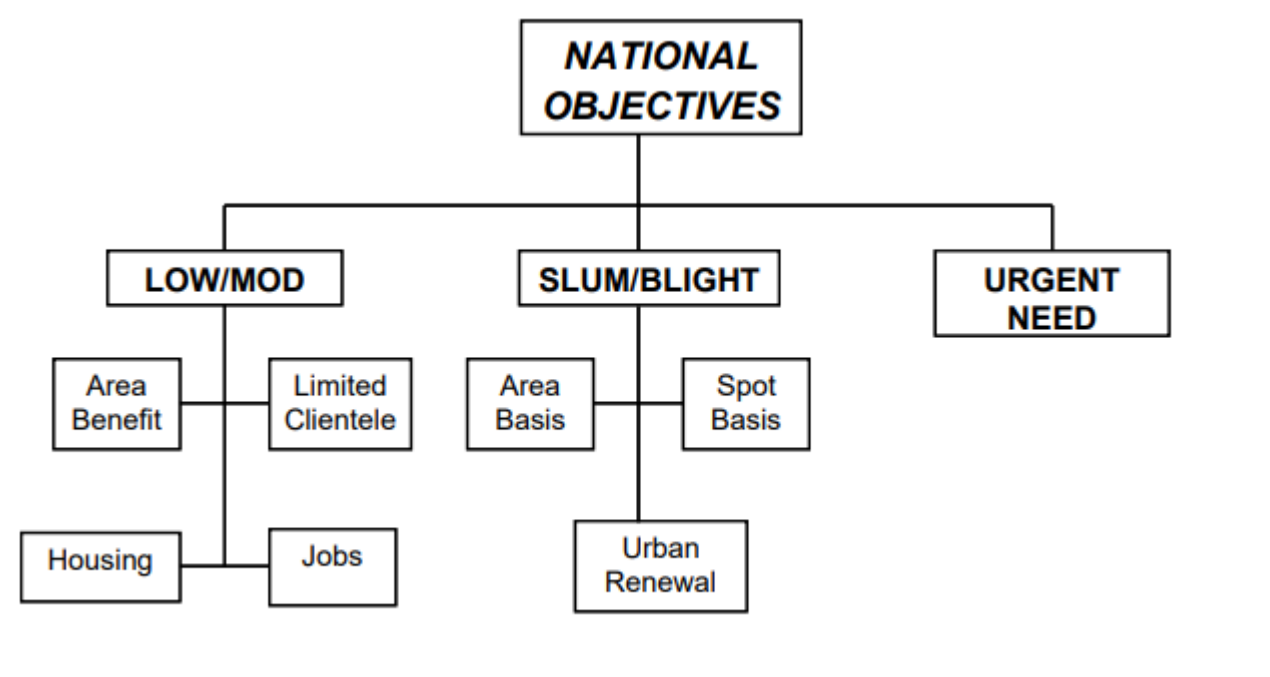 NATIONAL
OBJECTIVES
LOW/MOD
SLUM/BLIGHT
URGENT
NEED
Area
Benefit
Limited
Clientele
Area
Basis
Spot
Basis
Housing
Jobs
Urban
Renewal